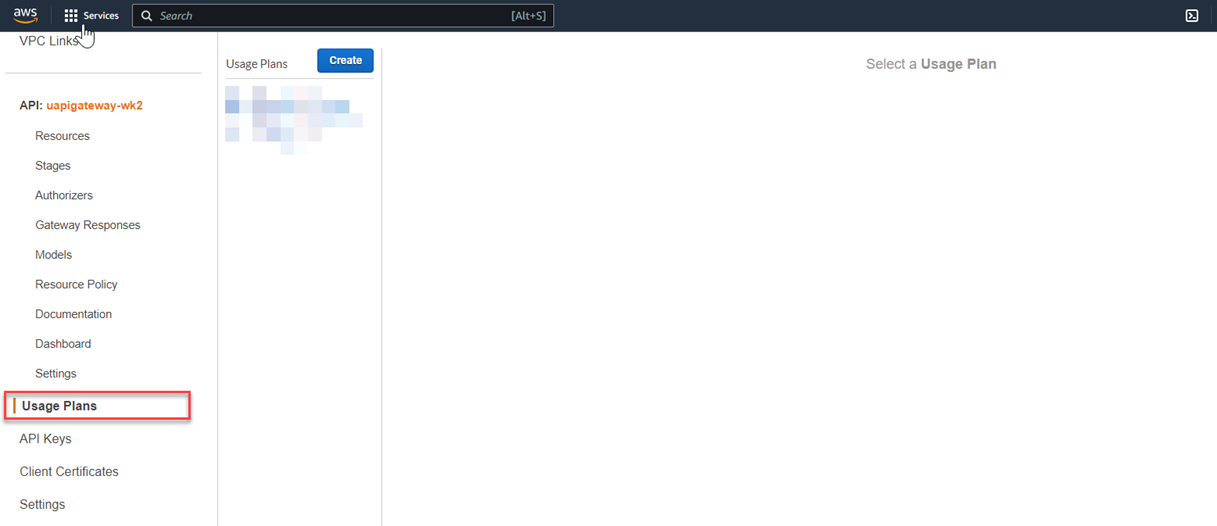 aws
Services
Search
[Alt+S]
VPC Links
API: uapigateway-wk2
Resources
Stages
Authorizers
Gateway Responses
Models
Resource Policy
Documentation
Dashboard
Settings
Usage Plans
API Keys
Client Certificates
Settings
Usage Plans
Create
Select a Usage Plan